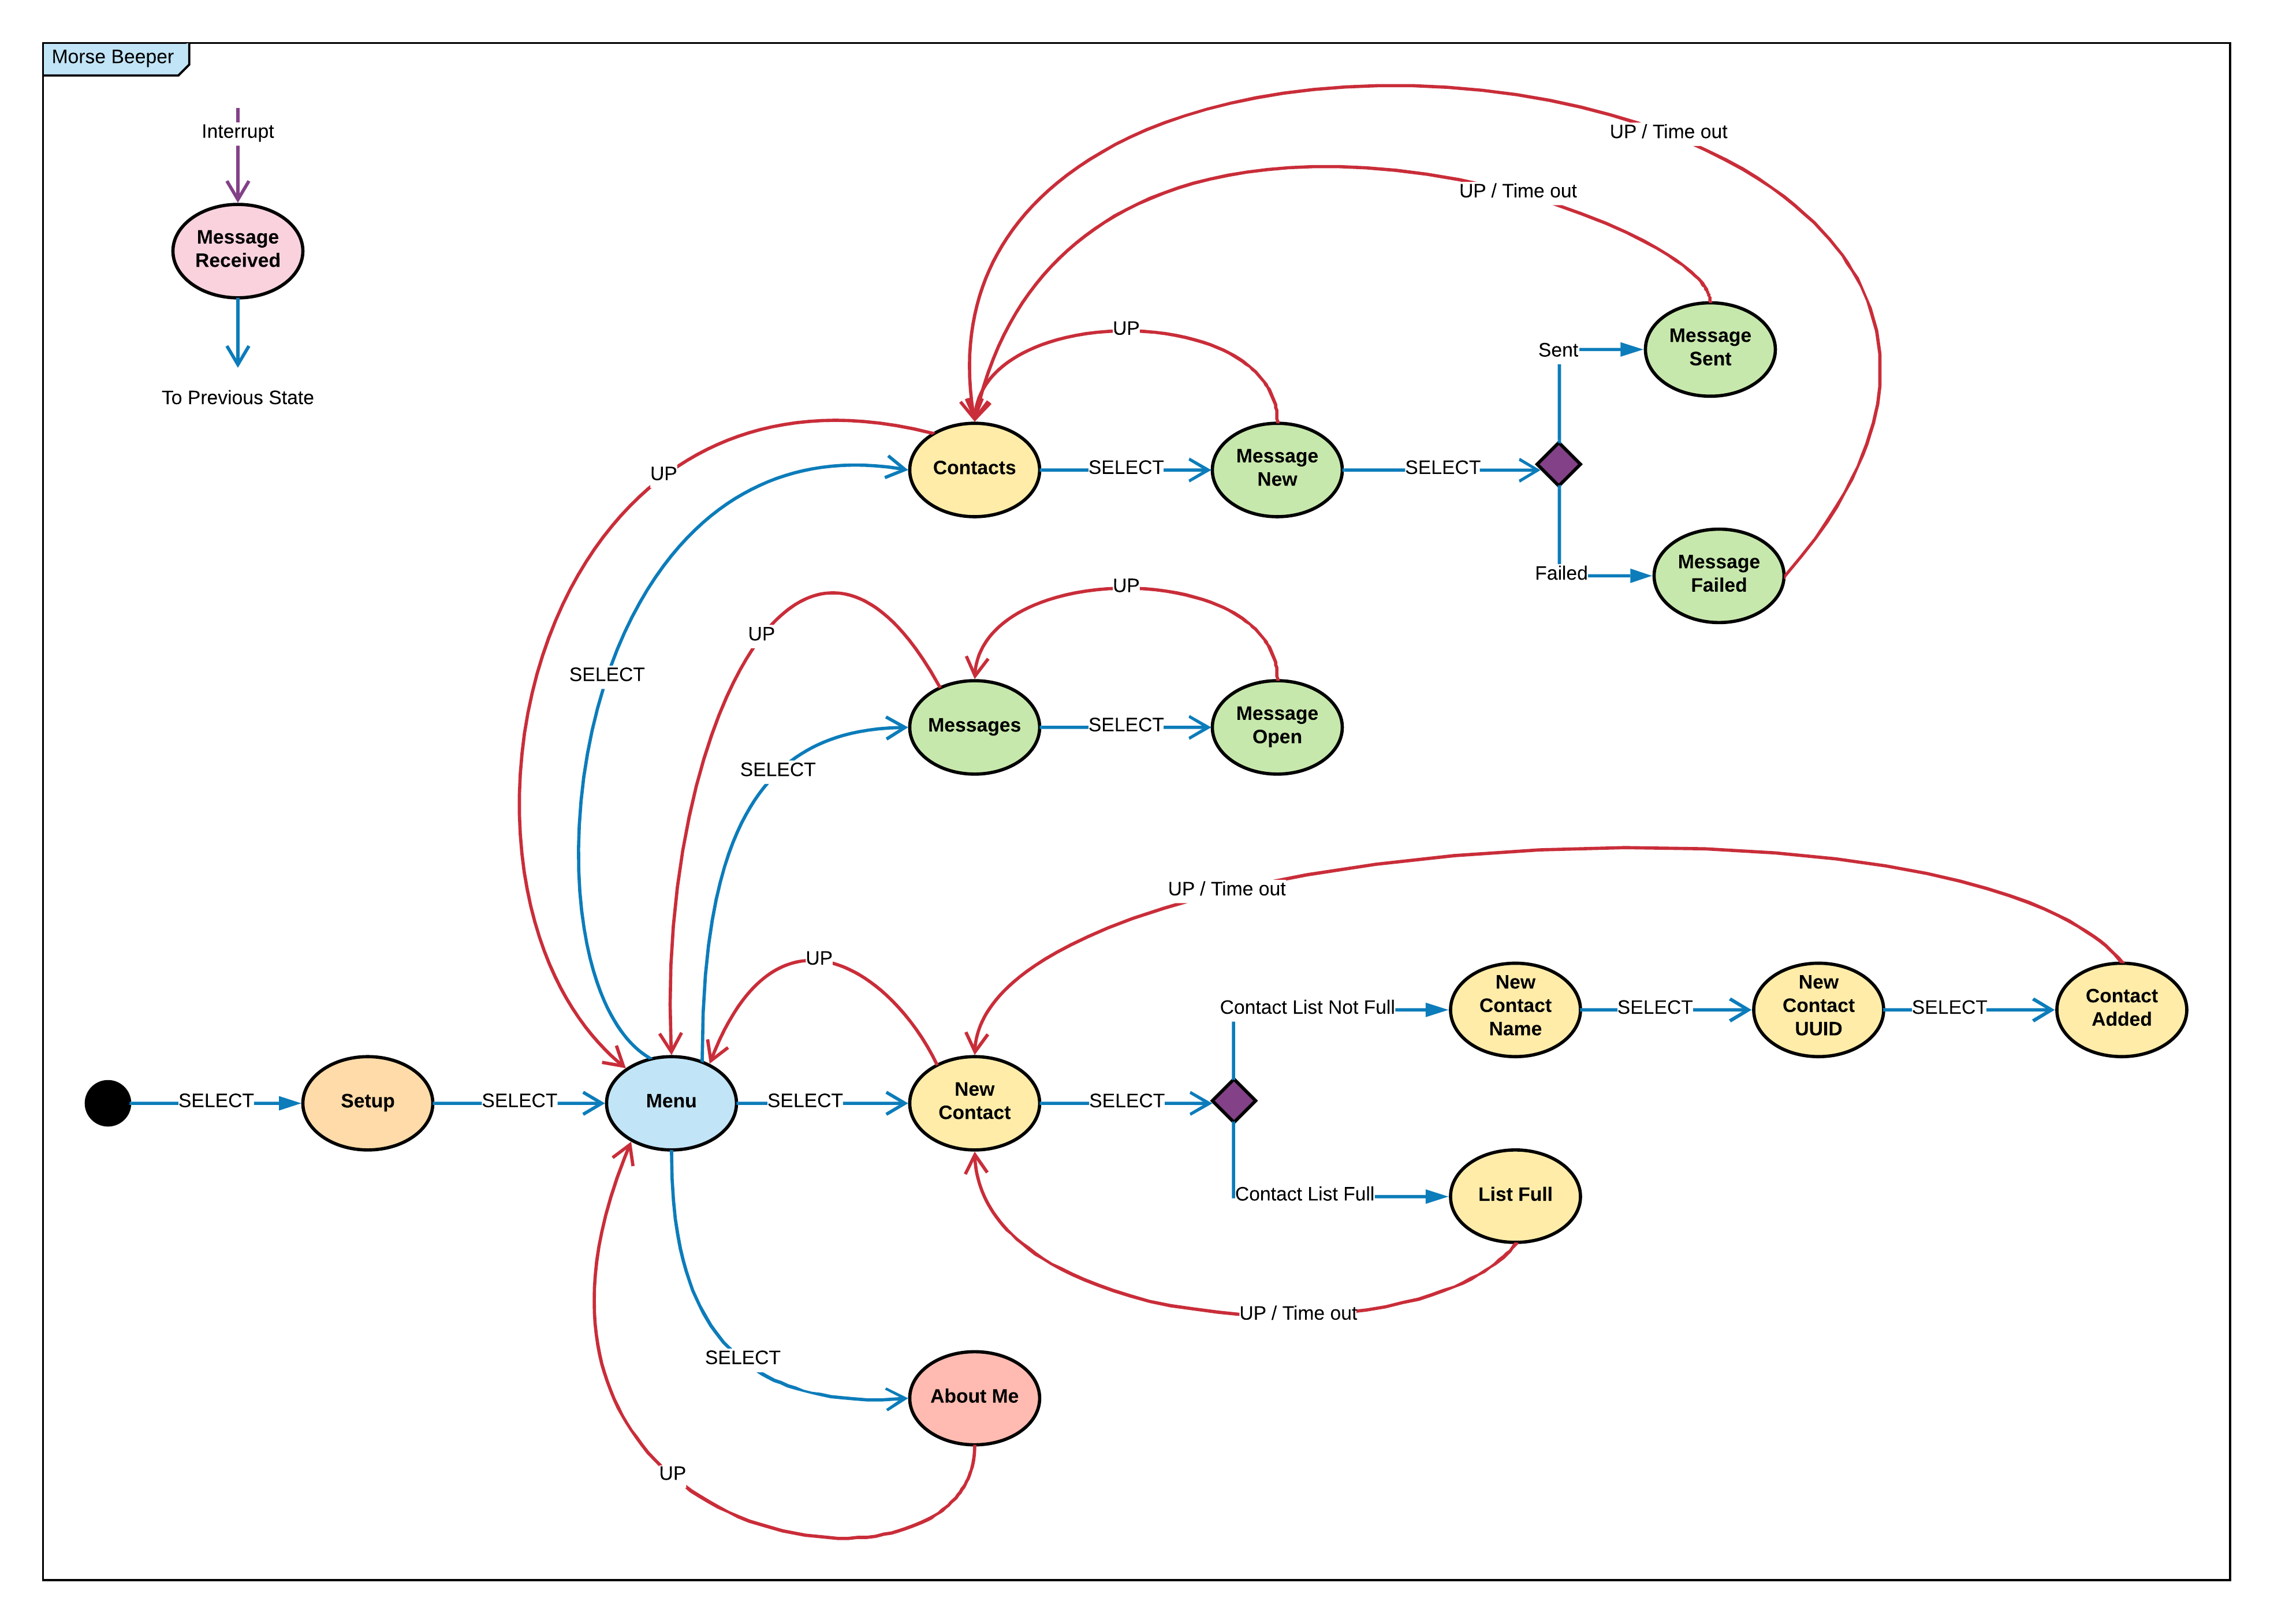 Morse Beeper
Interrupt
Message
Received
To Previous State
UP / Time out
UP / Time out
UP
Sent
Message
Sent
UP
Contacts
SELECT
Message
New
SELECT
Failed
Message
Failed
SELECT
UP
UP
Messages
SELECT
Message
Open
SELECT
UP / Time out
UP
Contact List Not Full
New
Contact
Name
SELECT
New
Contact
UUID
SELECT
Contact
Added
SELECT
Setup
SELECT
Menu
SELECT
New
Contact
SELECT
Contact List Full
List Full
UP / Time out
SELECT
About Me
UP